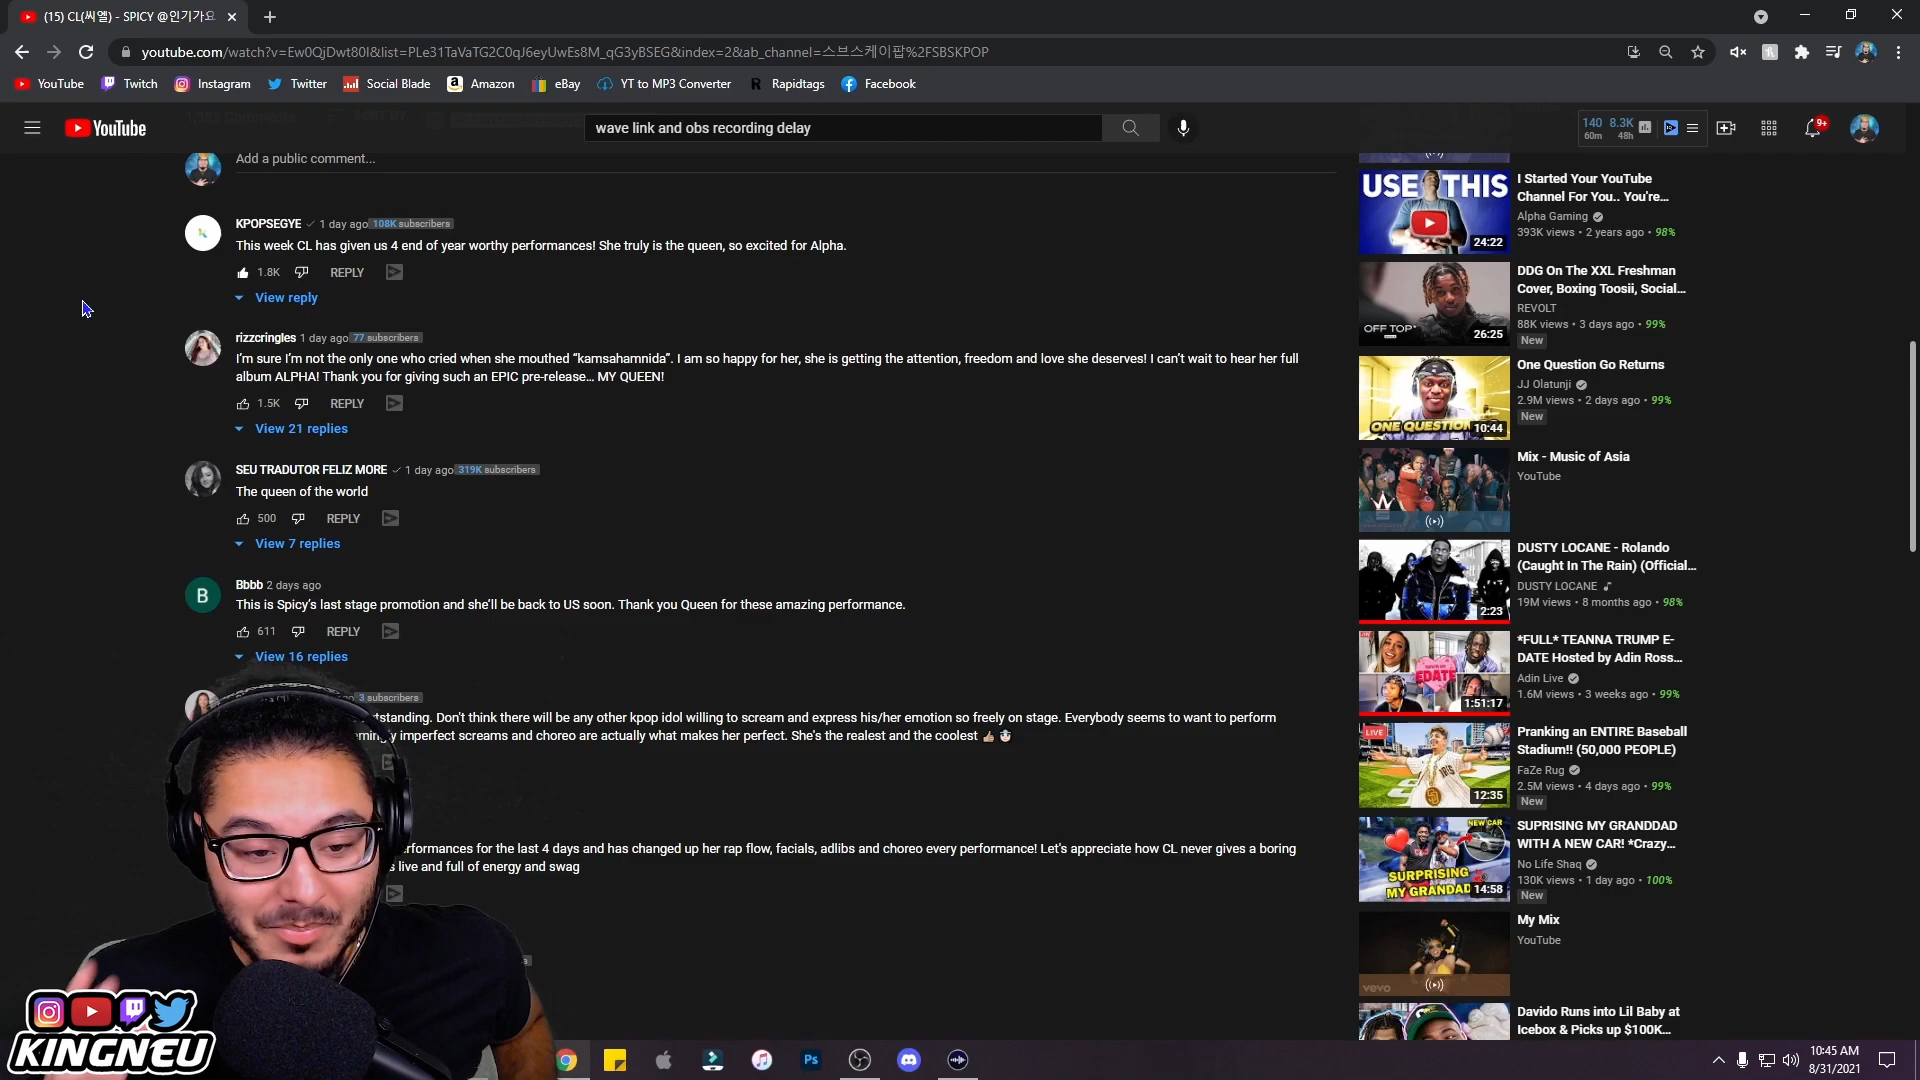 (15) CL(씨엘) - SPICY @인기가요
youtube.com/watch?v=Ew0QjDwt80I&list=PLe31TaVaTG2C0qJ6eyUwEs8M_qG3yBSEG&index=2&ab_channel=스브스케이팝%2FSBSKPOP
YouTube Twitch Instagram Twitter Social Blade Amazon eBay YT to MP3 Converter Rapidtags Facebook
YouTube
wave link and obs recording delay
140 8.3K
60m 48h
9+
Add a public comment...
KPOPSEGYE 1 day ago 108K subscribers
This week CL has given us 4 end of year worthy performances! She truly is the queen, so excited for Alpha.
1.8K REPLY
View reply
rizzcringles 1 day ago 77 subscribers
I'm sure I'm not the only one who cried when she mouthed “kamsahamnida”. I am so happy for her, she is getting the attention, freedom and love she deserves! I can't wait to hear her full
album ALPHA! Thank you for giving such an EPIC pre-release… MY QUEEN!
1.5K REPLY
View 21 replies
SEU TRADUTOR FELIZ MORE 1 day ago 319K subscribers
The queen of the world
500 REPLY
View 7 replies
B
Bbbb 2 days ago
This is Spicy's last stage promotion and she'll be back to US soon. Thank you Queen for these amazing performance.
611 REPLY
View 16 replies
3 subscribers
Don't think there will be any other kpop idol willing to scream and express his/her emotion so freely on stage. Everybody seems to want to perform
imperfect screams and choreo are actually what makes her perfect. She's the realest and the coolest 👍🏼
for the last 4 days and has changed up her rap flow, facials, adlibs and choreo every performance! Let's appreciate how CL never gives a boring
live and full of energy and swag
USE THIS
24:22
I Started Your YouTube
Channel For You.. You're...
Alpha Gaming
393K views • 2 years ago • 98%
OFF TOP
26:25
DDG On The XXL Freshman
Cover, Boxing Toosii, Social...
REVOLT
88K views • 3 days ago • 99%
New
ONE QUESTION
10:44
One Question Go Returns
JJ Olatunji
2.9M views • 2 days ago • 99%
New
Mix - Music of Asia
YouTube
2:23
DUSTY LOCANE - Rolando
(Caught In The Rain) (Official...
DUSTY LOCANE
19M views • 8 months ago • 98%
EDATE
1:51:17
*FULL* TEANNA TRUMP E-
DATE Hosted by Adin Ross...
Adin Live
1.6M views • 3 weeks ago • 99%
LIVE
12:35
Pranking an ENTIRE Baseball
Stadium!! (50,000 PEOPLE)
FaZe Rug
2.5M views • 4 days ago • 99%
New
NEW CAR
SURPRISING
MY GRANDAD
14:58
SUPRISING MY GRANDDAD
WITH A NEW CAR! *Crazy...
No Life Shaq
130K views • 1 day ago • 100%
New
vevo
My Mix
YouTube
Davido Runs into Lil Baby at
Icebox & Picks up $100K...
KINGNEU
Ps
10:45 AM
8/31/2021